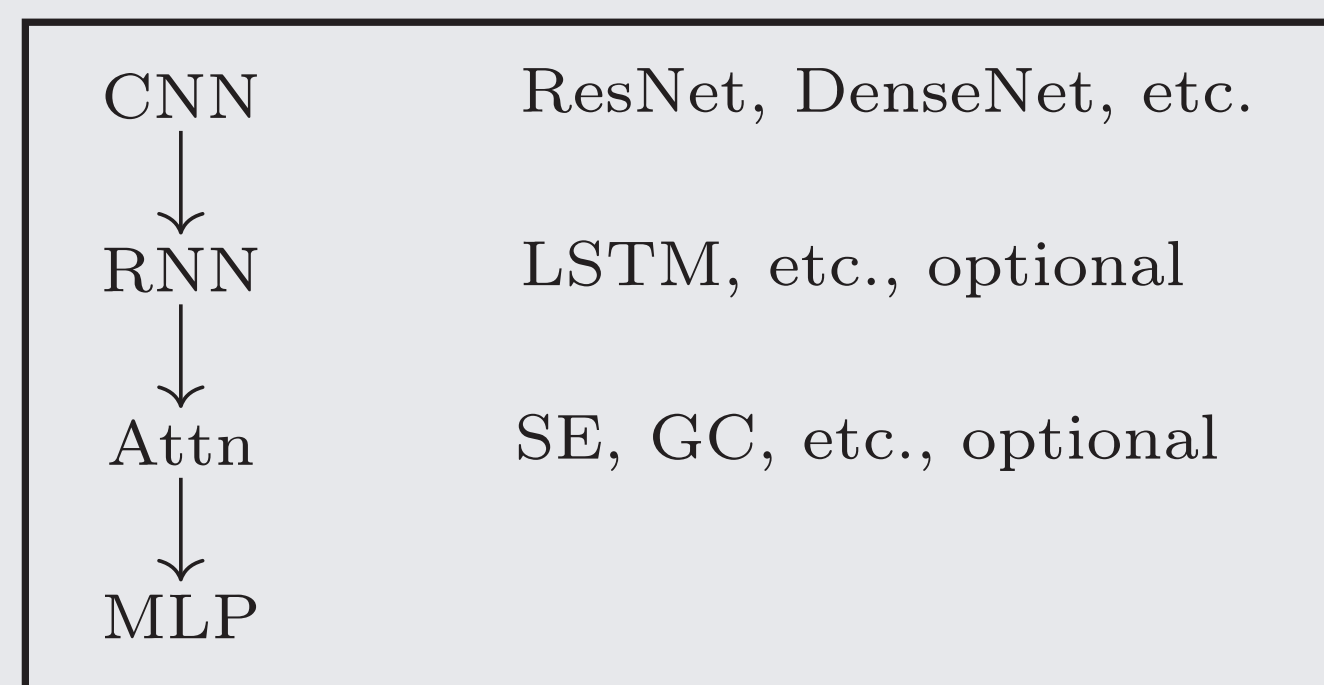 CNN ResNet, DenseNet, etc.
RNN LSTM, etc., optional
Attn SE, GC, etc., optional
MLP